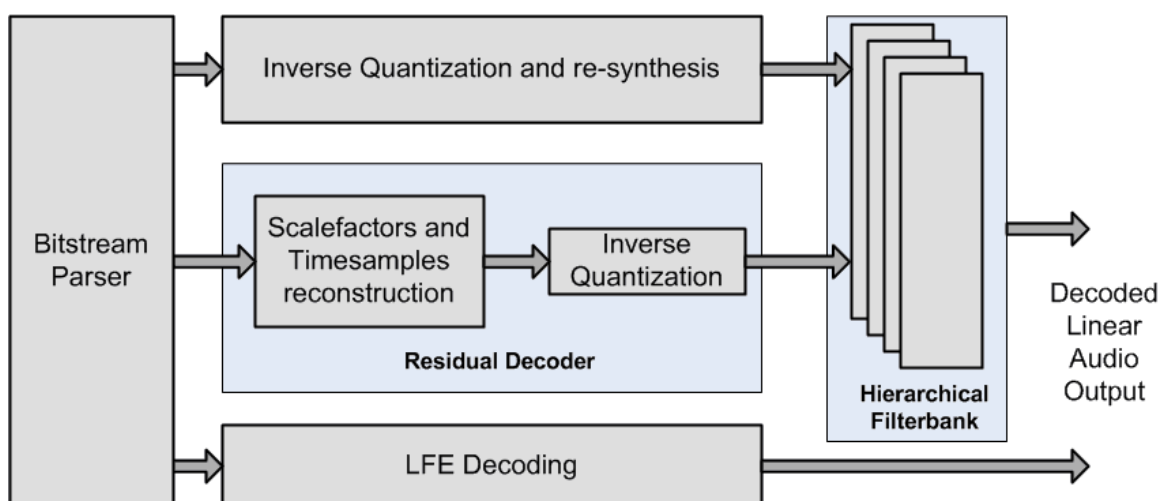 Bitstream
Parser
Inverse Quantization and re-synthesis
Scalefactors and
Timesamples
reconstruction
Inverse
Quantization
Residual Decoder
LFE Decoding
Hierarchical
Filterbank
Decoded
Linear
Audio
Output